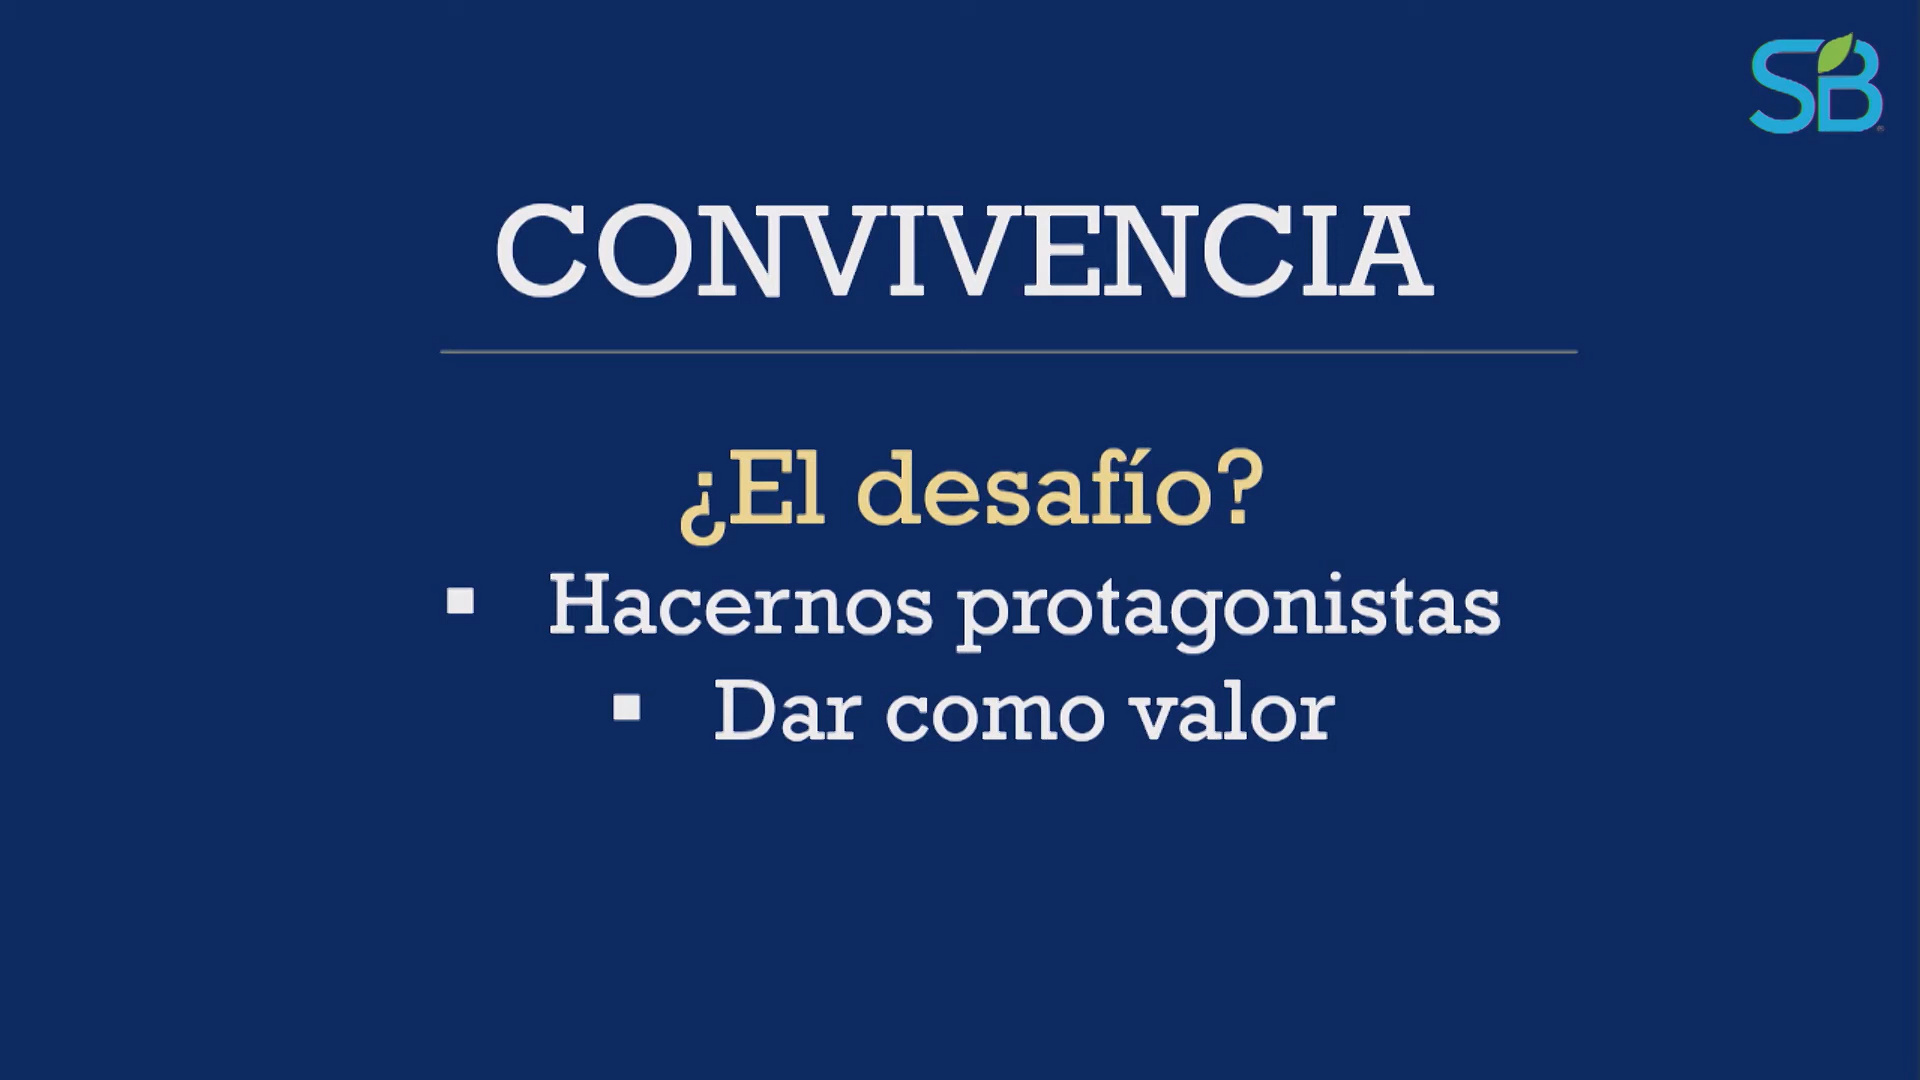 SB
CONVIVENCIA
¿El desafío?
▪ Hacernos protagonistas
▪ Dar como valor